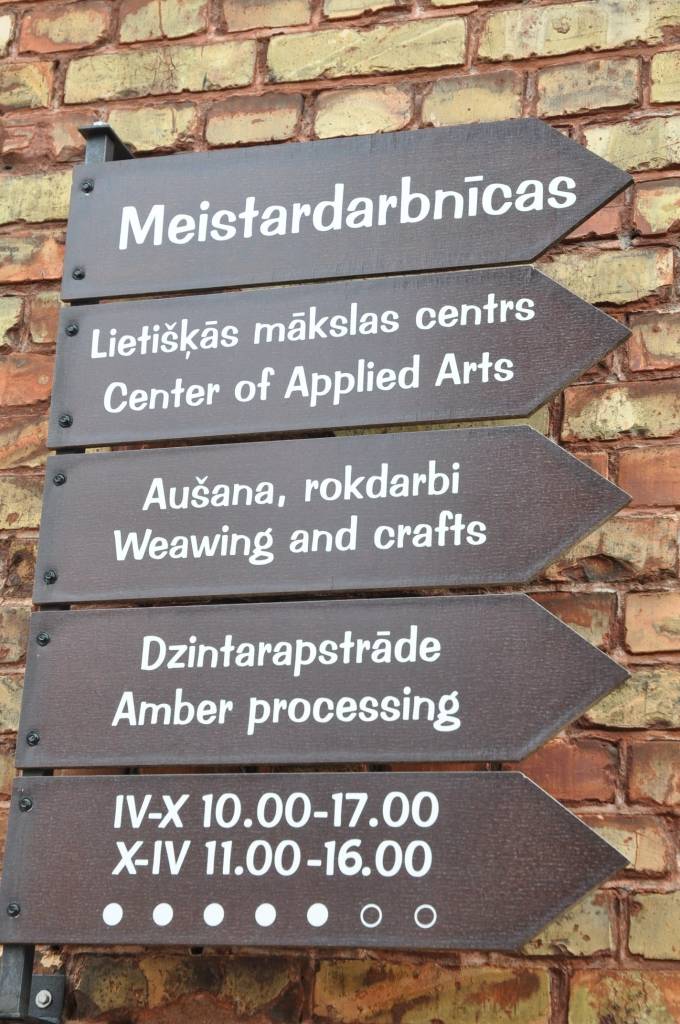 Meistardarbnīcas
Lietišķās mākslas centrs
Center of Applied Arts
Aušana, rokdarbi
Weawing and crafts
Dzintarapstrāde
Amber processing
IV-X 10.00-17.00
X-IV 11.00-16.00